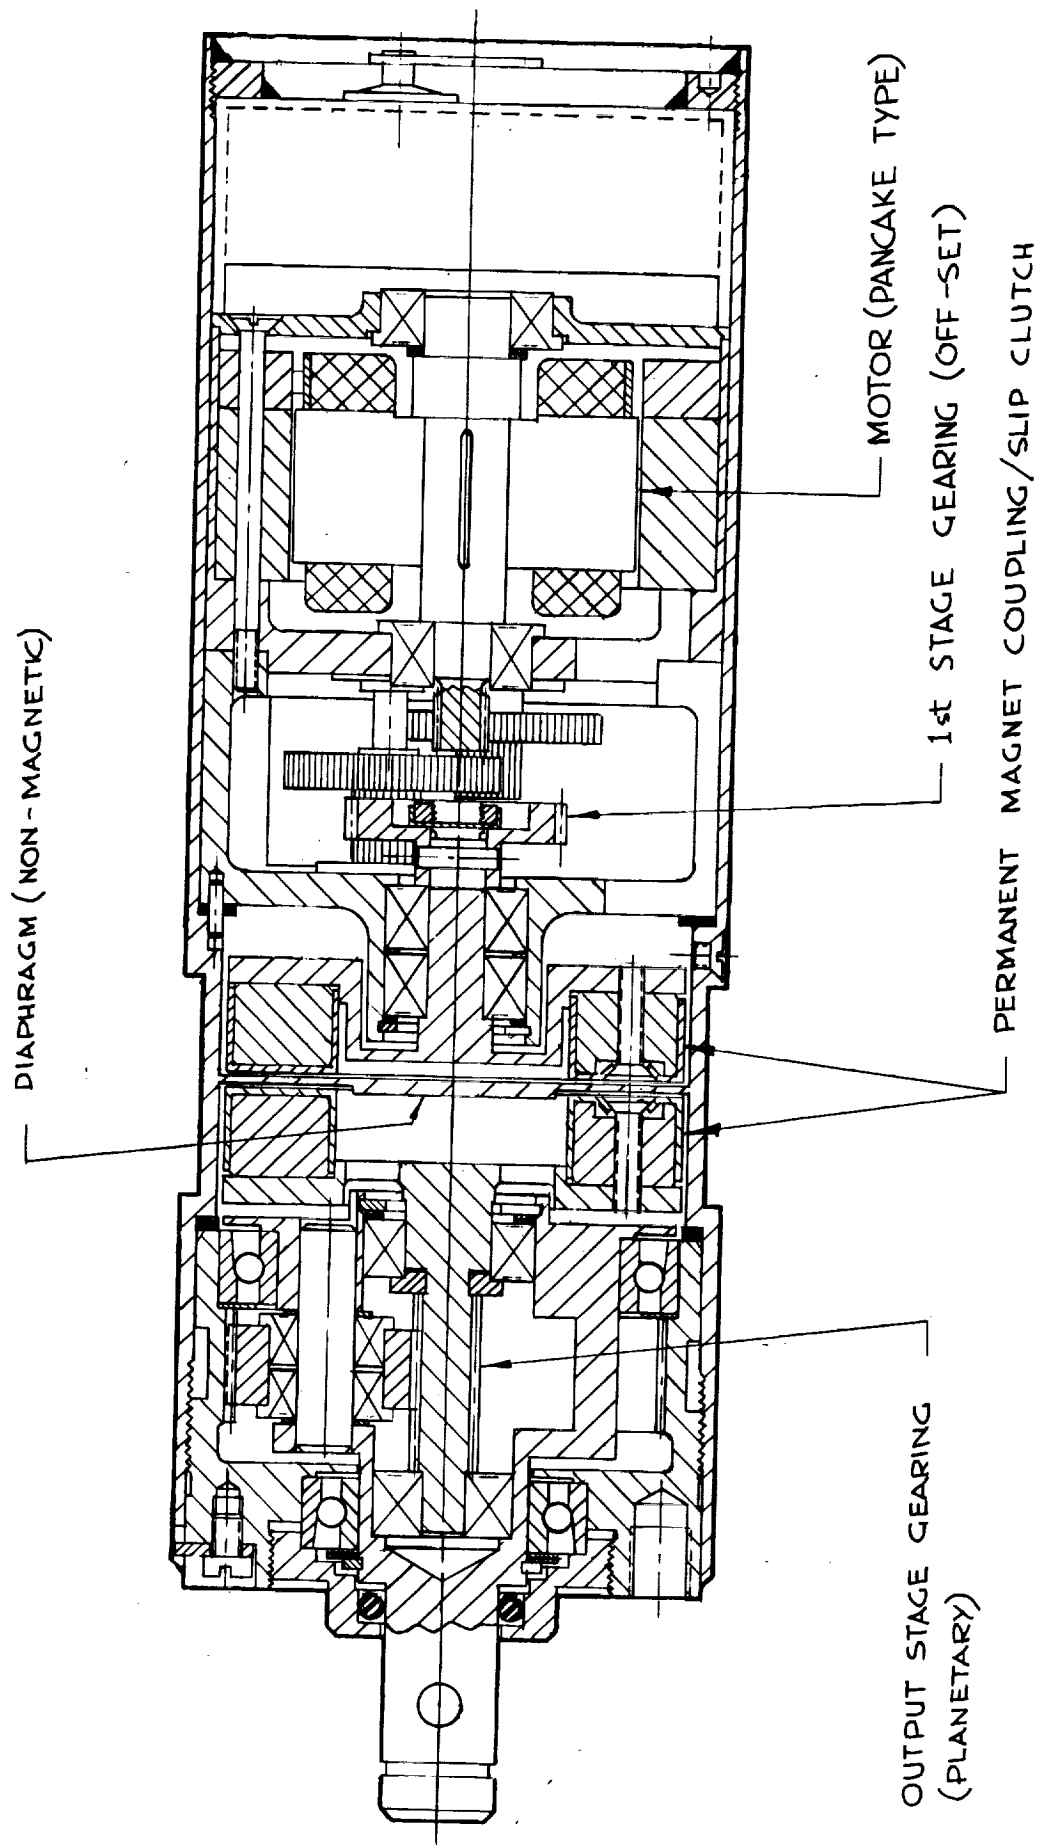 DIAPHRAGM (NON-MAGNETIC)
MOTOR (PANCAKE TYPE)
1st STAGE GEARING (OFF-SET)
PERMANENT MAGNET COUPLING/SLIP CLUTCH
OUTPUT STAGE GEARING
(PLANETARY)